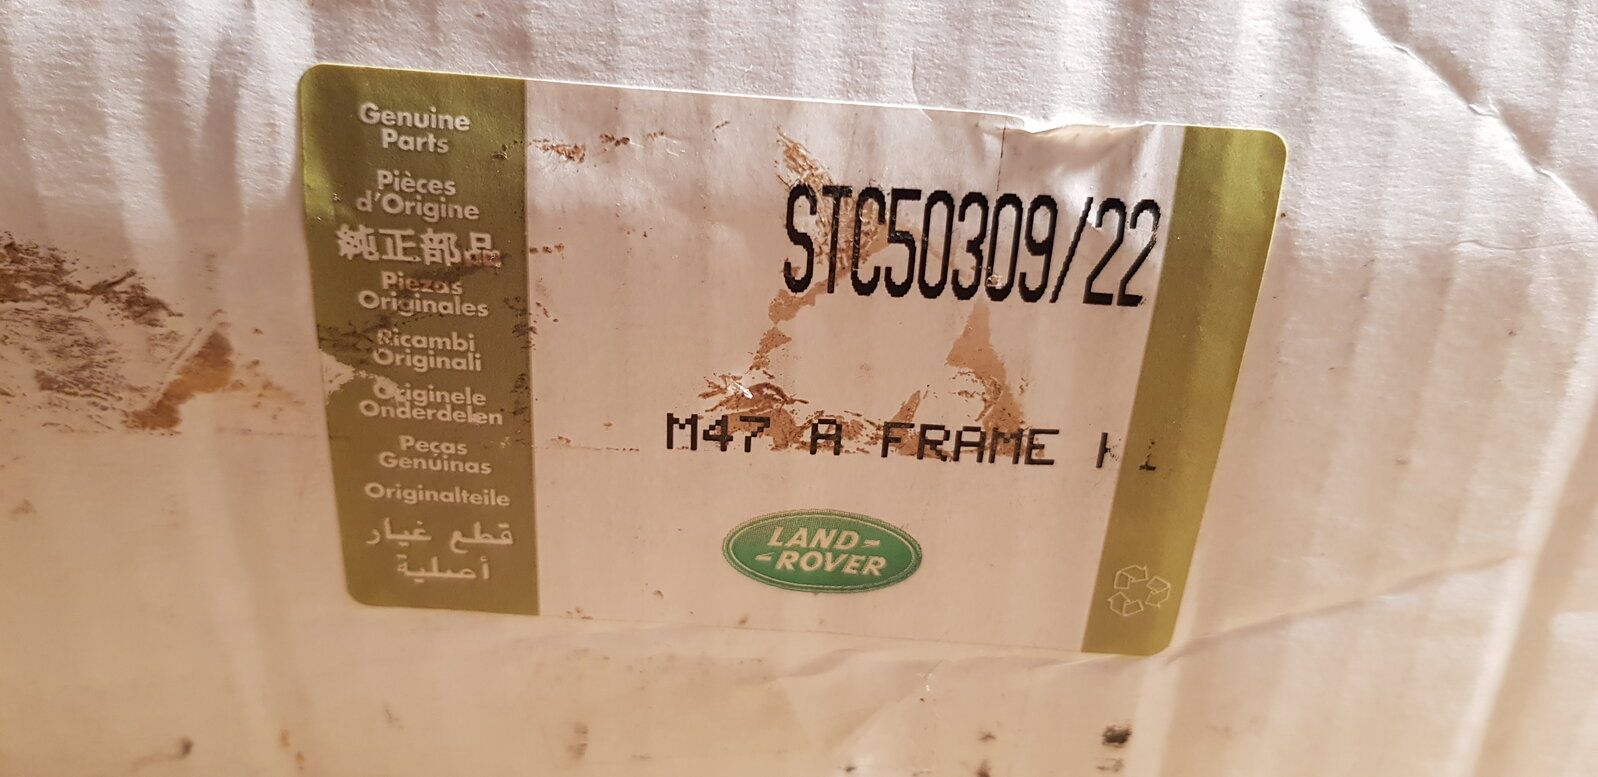 Genuine
Parts
Pièces
d'Origine
純正部品
Piezas
Originales
Ricambi
Originali
Originele
Onderdelen
Peças
Genuinas
Originalteile
قطع غيار
أصلية
STC50309/22
M47 A FRAME
LAND-
-ROVER